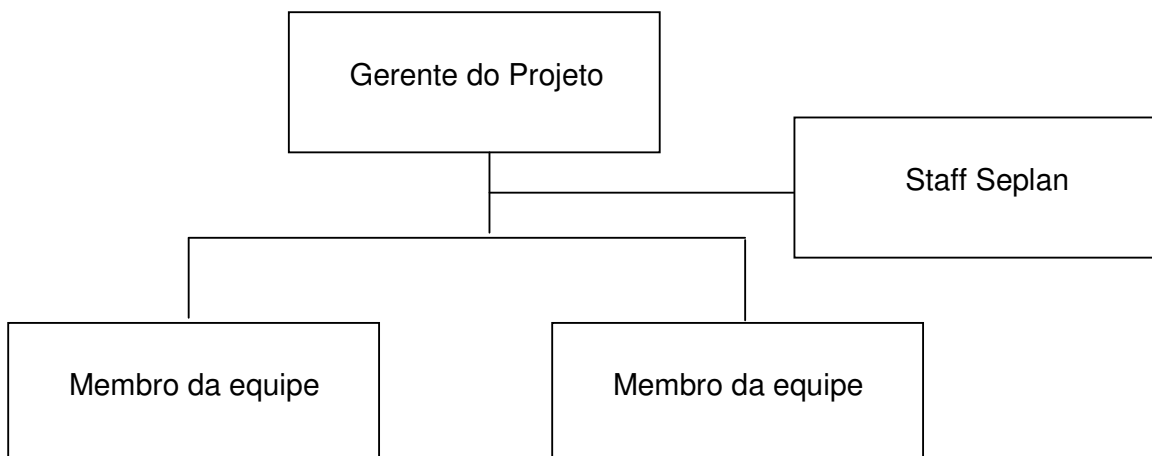 Gerente do Projeto
Staff Seplan
Membro da equipe
Membro da equipe